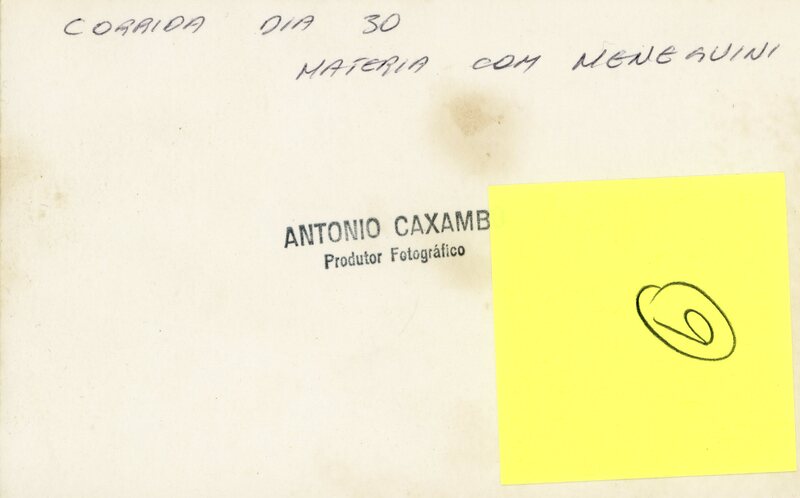 CORRIDA DIA 30
MATERIA COM MENEGUINI
ANTONIO CAXAMB
Produtor Fotográfico
6